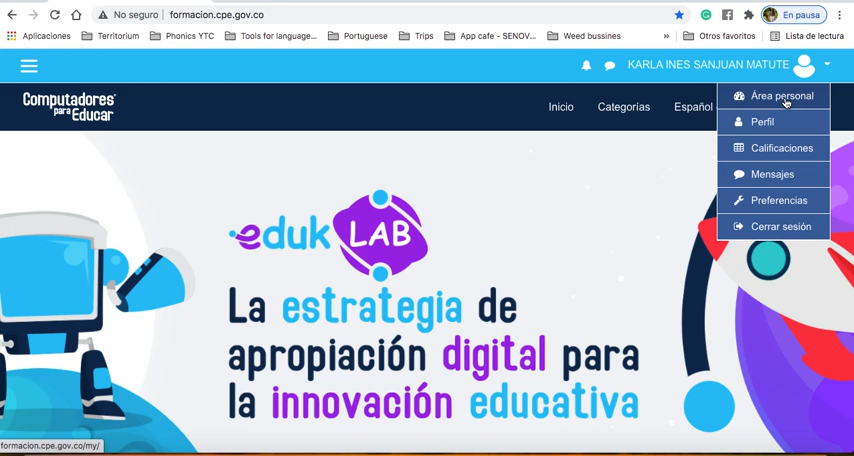 No seguro | formacion.cpe.gov.co En pausa
Aplicaciones Territorium Phonics YTC Tools for language... Portuguese Trips App cafe - SENOV... Weed bussines » Otros favoritos Lista de lectura
KARLA INES SANJUAN MATUTE
Computadores
para
Educar
Inicio Categorías Español
Área personal
Perfil
Calificaciones
Mensajes
Preferencias
Cerrar sesión
eduk LAB
La estrategia de
apropiación digital para
la innovación educativa
formacion.cpe.gov.co/my/